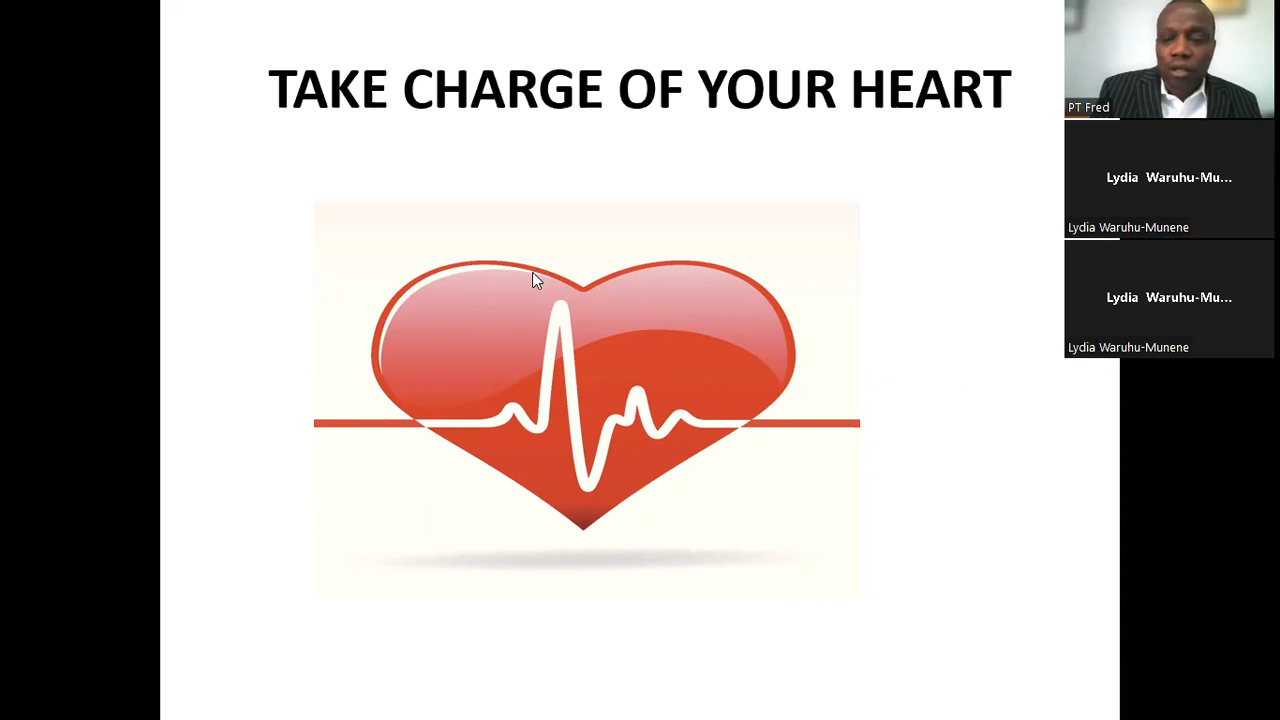 TAKE CHARGE OF YOUR HEART
PT Fred
Lydia Waruhu-Mu...
Lydia Waruhu-Munene
Lydia Waruhu-Mu...
Lydia Waruhu-Munene